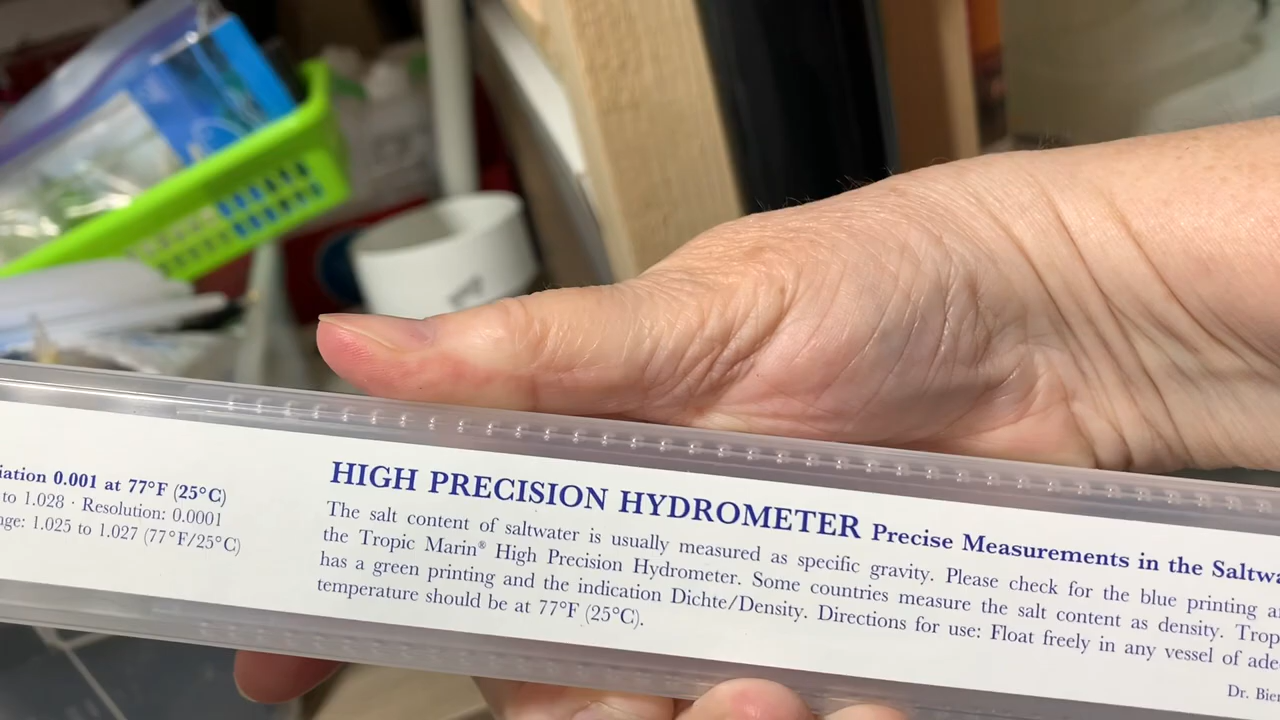 iation 0.001 at 77°F (25°C)
to 1.028 · Resolution: 0.0001
nge: 1.025 to 1.027 (77°F/25°C)
HIGH PRECISION HYDROMETER Precise Measurements in the Saltwa
The salt content of saltwater is usually measured as specific gravity. Please check for the blue printing a
the Tropic Marin® High Precision Hydrometer. Some countries measure the salt content as density. Trop
has a green printing and the indication Dichte/Density. Directions for use: Float freely in any vessel of ade
temperature should be at 77°F (25°C).
Dr. Bie